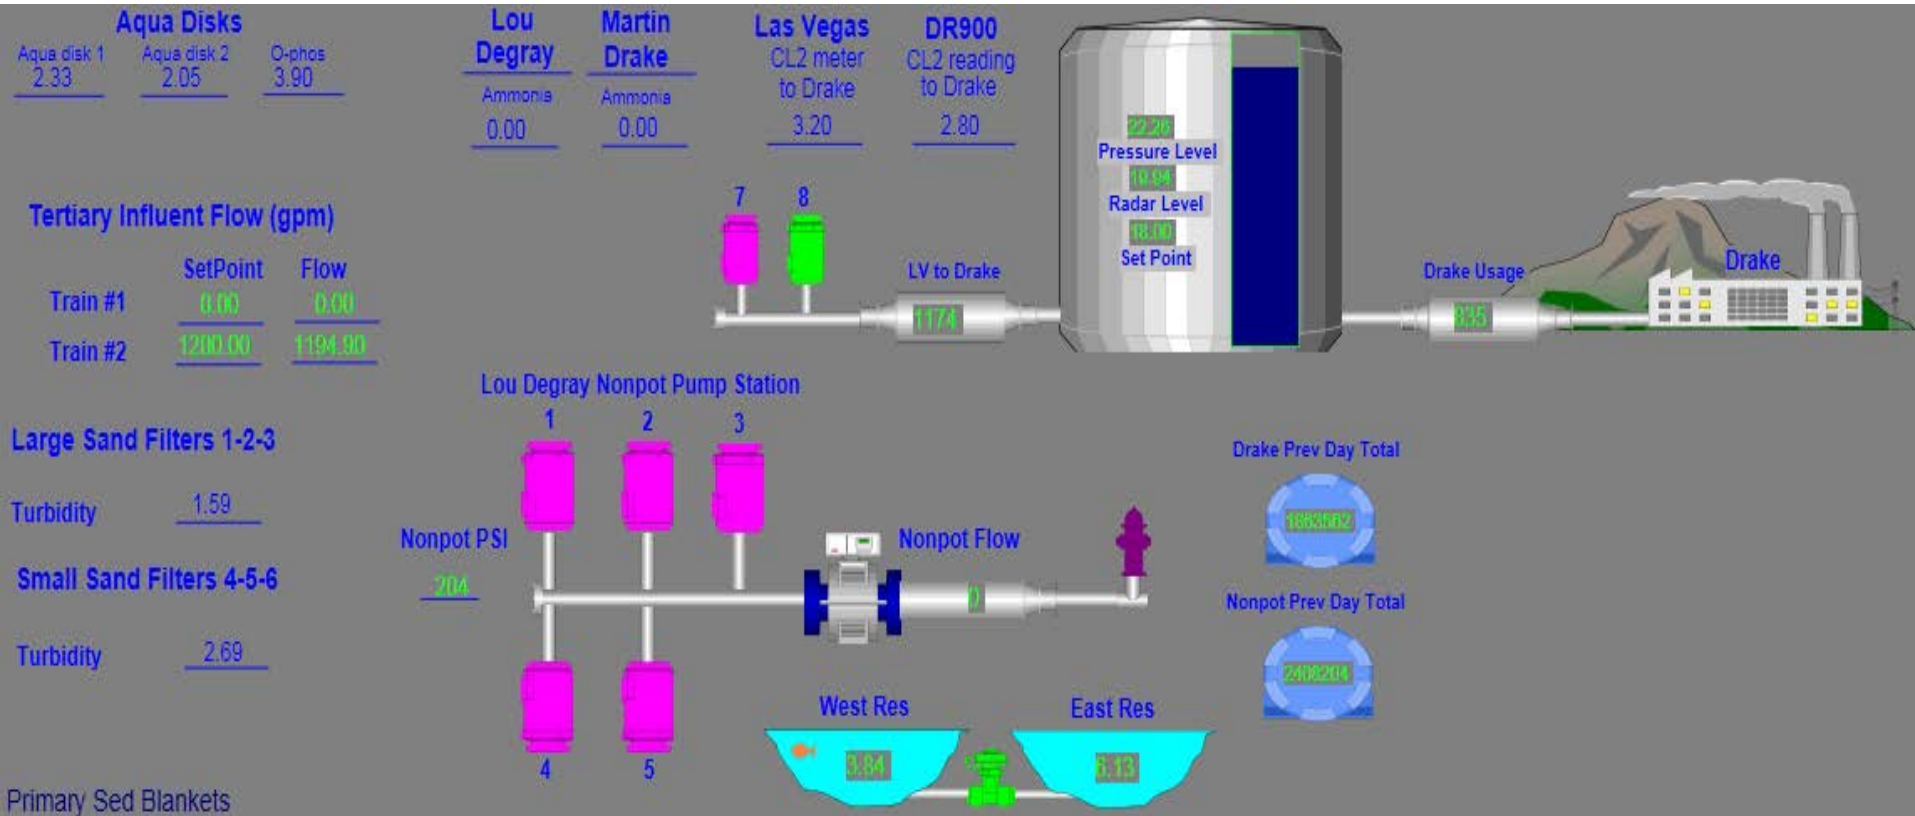 Aqua Disks
Aqua disk 1 Aqua disk 2 O-phos
2.33 2.05 3.90
Lou Degray
Ammonia
0.00
Martin Drake
Ammonia
0.00
Las Vegas
CL2 meter
to Drake
3.20
DR900
CL2 reading
to Drake
2.80
22.26
Pressure Level
19.94
Radar Level
18.00
Set Point
Tertiary Influent Flow (gpm)
SetPoint Flow
Train #1 0.00 0.00
Train #2 1200.00 1194.90
7 8
LV to Drake
1174
Drake Usage
835
Drake
Lou Degray Nonpot Pump Station
1 2 3
Large Sand Filters 1-2-3
Turbidity 1.59
Small Sand Filters 4-5-6
Turbidity 2.69
Nonpot PSI
204
Nonpot Flow
0
4 5
Drake Prev Day Total
Nonpot Prev Day Total
2408204
West Res
9.84
East Res
6.13
Primary Sed Blankets